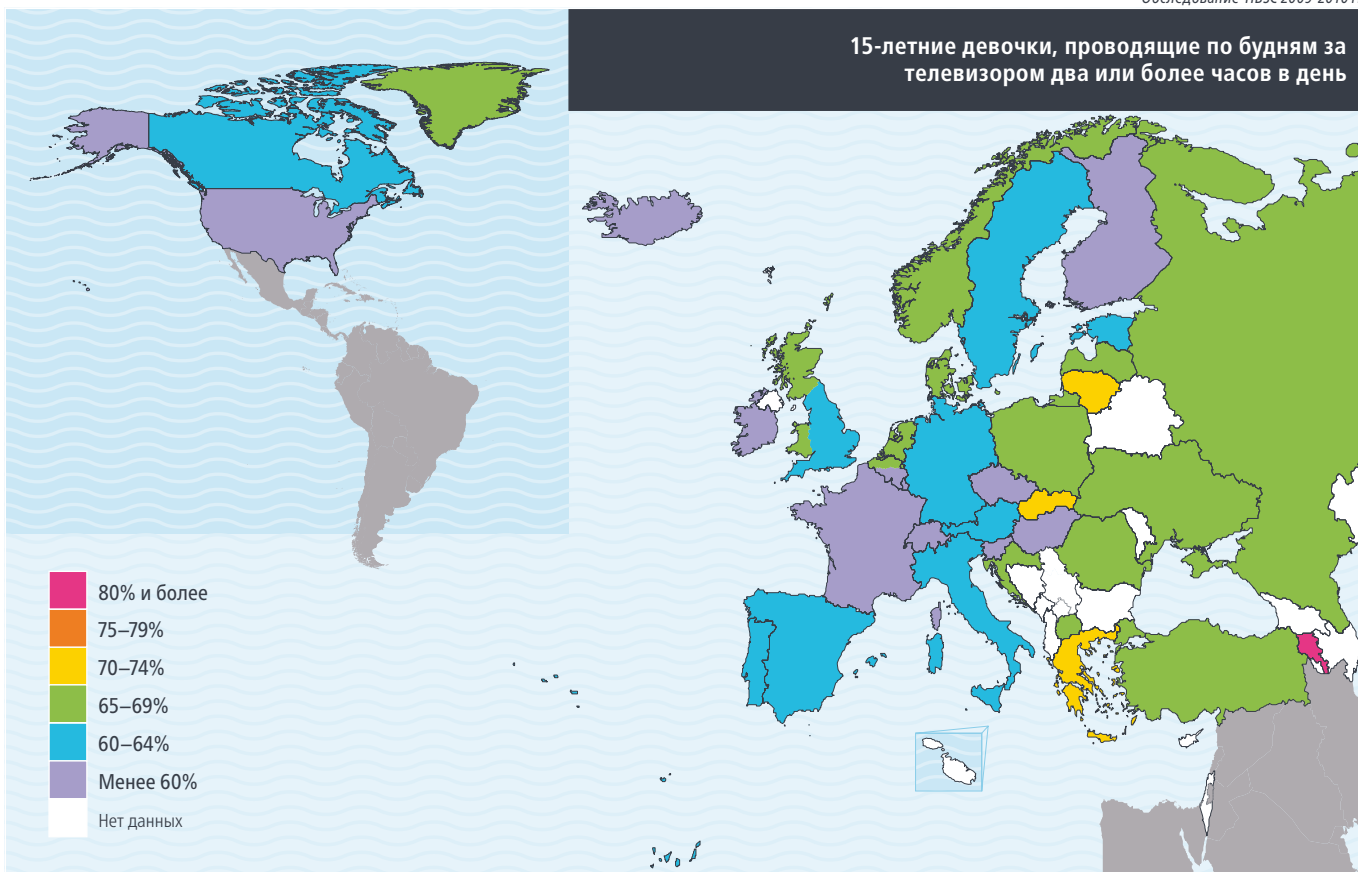 15-летние девочки, проводящие по будням за
телевизором два или более часов в день
80% и более
75–79%
70–74%
65–69%
60–64%
Менее 60%
Нет данных